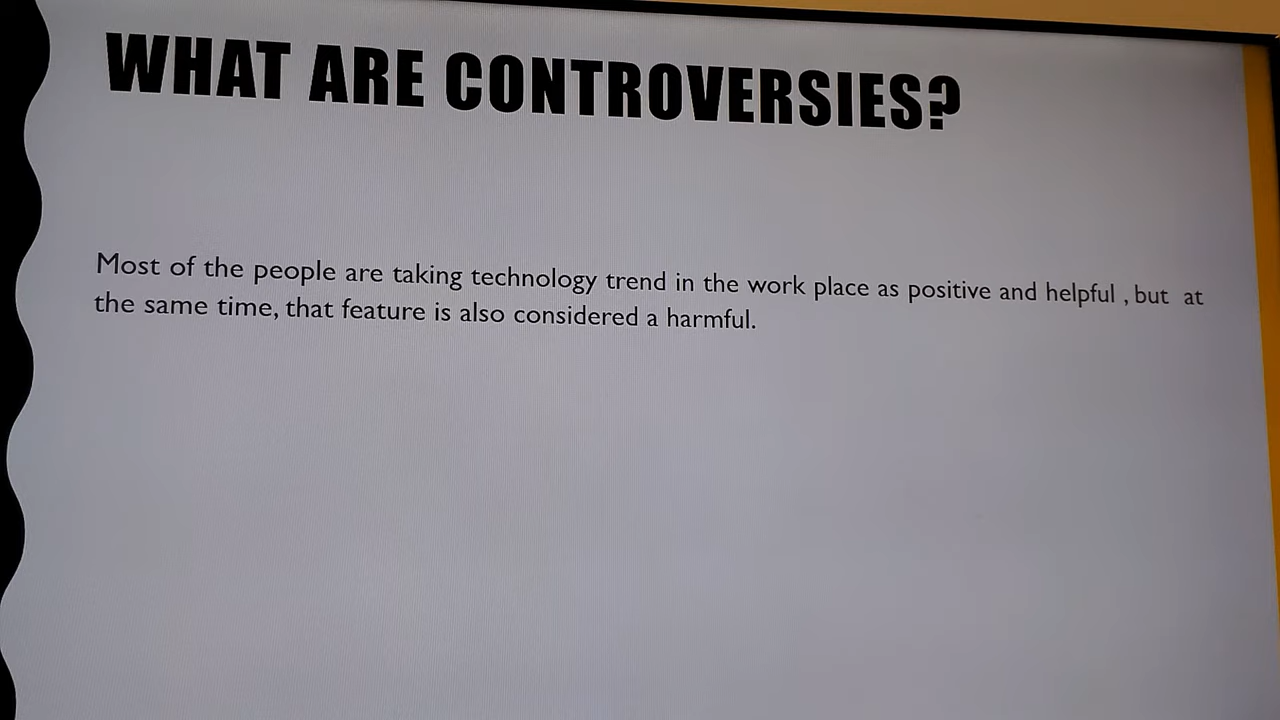 WHAT ARE CONTROVERSIES?
Most of the people are taking technology trend in the work place as positive and helpful , but at
the same time, that feature is also considered a harmful.